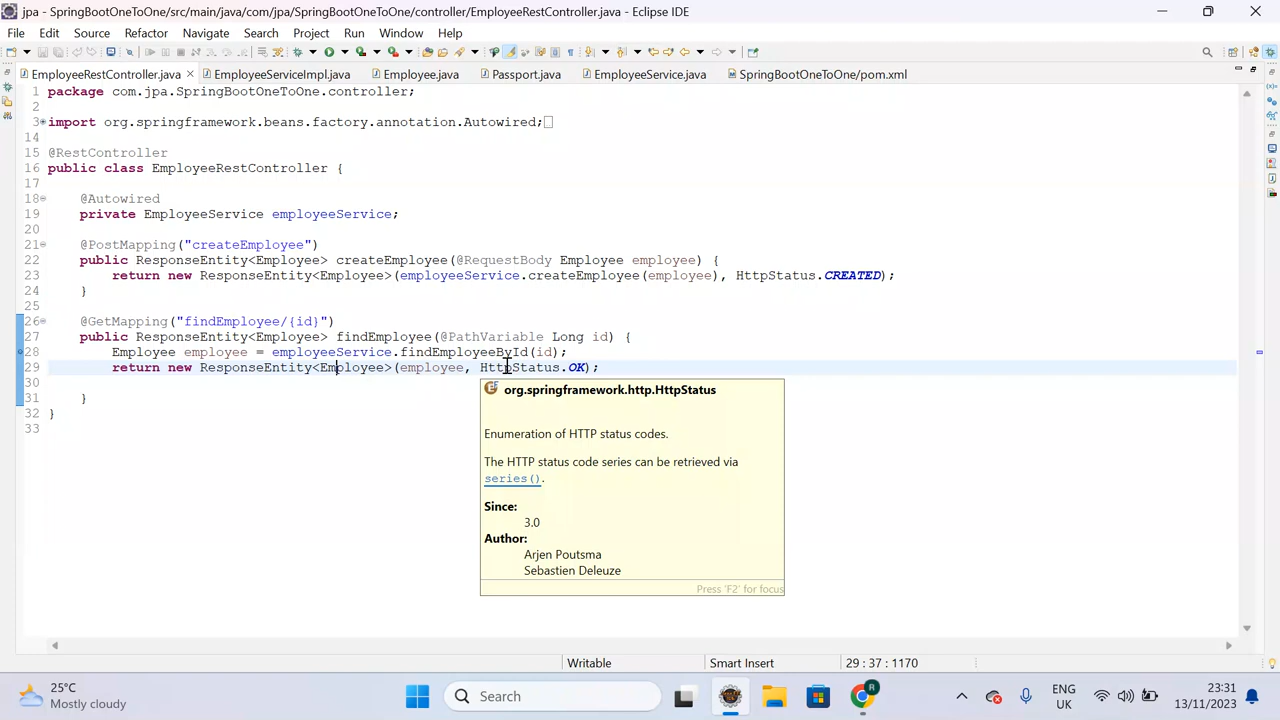 jpa - SpringBootOneToOne/src/main/java/com/jpa/SpringBootOneToOne/controller/EmployeeRestController.java - Eclipse IDE
File Edit Source Refactor Navigate Search Project Run Window Help
EmployeeRestController.java EmployeeServiceImpl.java Employee.java Passport.java EmployeeService.java SpringBootOneToOne/pom.xml
1 package com.jpa.SpringBootOneToOne.controller;
2
3 import org.springframework.beans.factory.annotation.Autowired;
14
15 @RestController
16 public class EmployeeRestController {
17
18 @Autowired
19 private EmployeeService employeeService;
20
21 @PostMapping("createEmployee")
22 public ResponseEntity<Employee> createEmployee(@RequestBody Employee employee) {
23 return new ResponseEntity<Employee>(employeeService.createEmployee(employee), HttpStatus.CREATED);
24 }
25
26 @GetMapping("findEmployee/{id}")
27 public ResponseEntity<Employee> findEmployee(@PathVariable Long id) {
28 Employee employee = employeeService.findEmployeeById(id);
29 return new ResponseEntity<Employee>(employee, HttpStatus.OK);
30
31 }
32 }
33
org.springframework.http.HttpStatus
Enumeration of HTTP status codes.
The HTTP status code series can be retrieved via
series().
Since:
3.0
Author:
Arjen Poutsma
Sebastien Deleuze
Press 'F2' for focus
Writable Smart Insert 29 : 37 : 1170
25°C
Mostly cloudy
Search
R
ENG
UK
23:31
13/11/2023